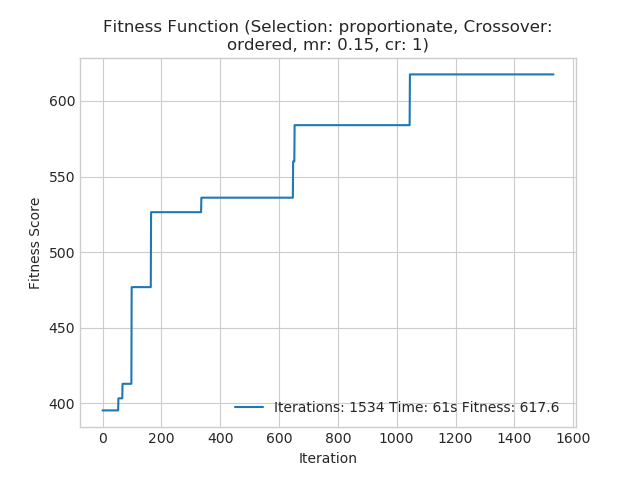 Fitness Function (Selection: proportionate, Crossover:
ordered, mr: 0.15, cr: 1)
Fitness Score
600
550
500
450
400
Iterations: 1534 Time: 61s Fitness: 617.6
0 200 400 600 800 1000 1200 1400 1600
Iteration